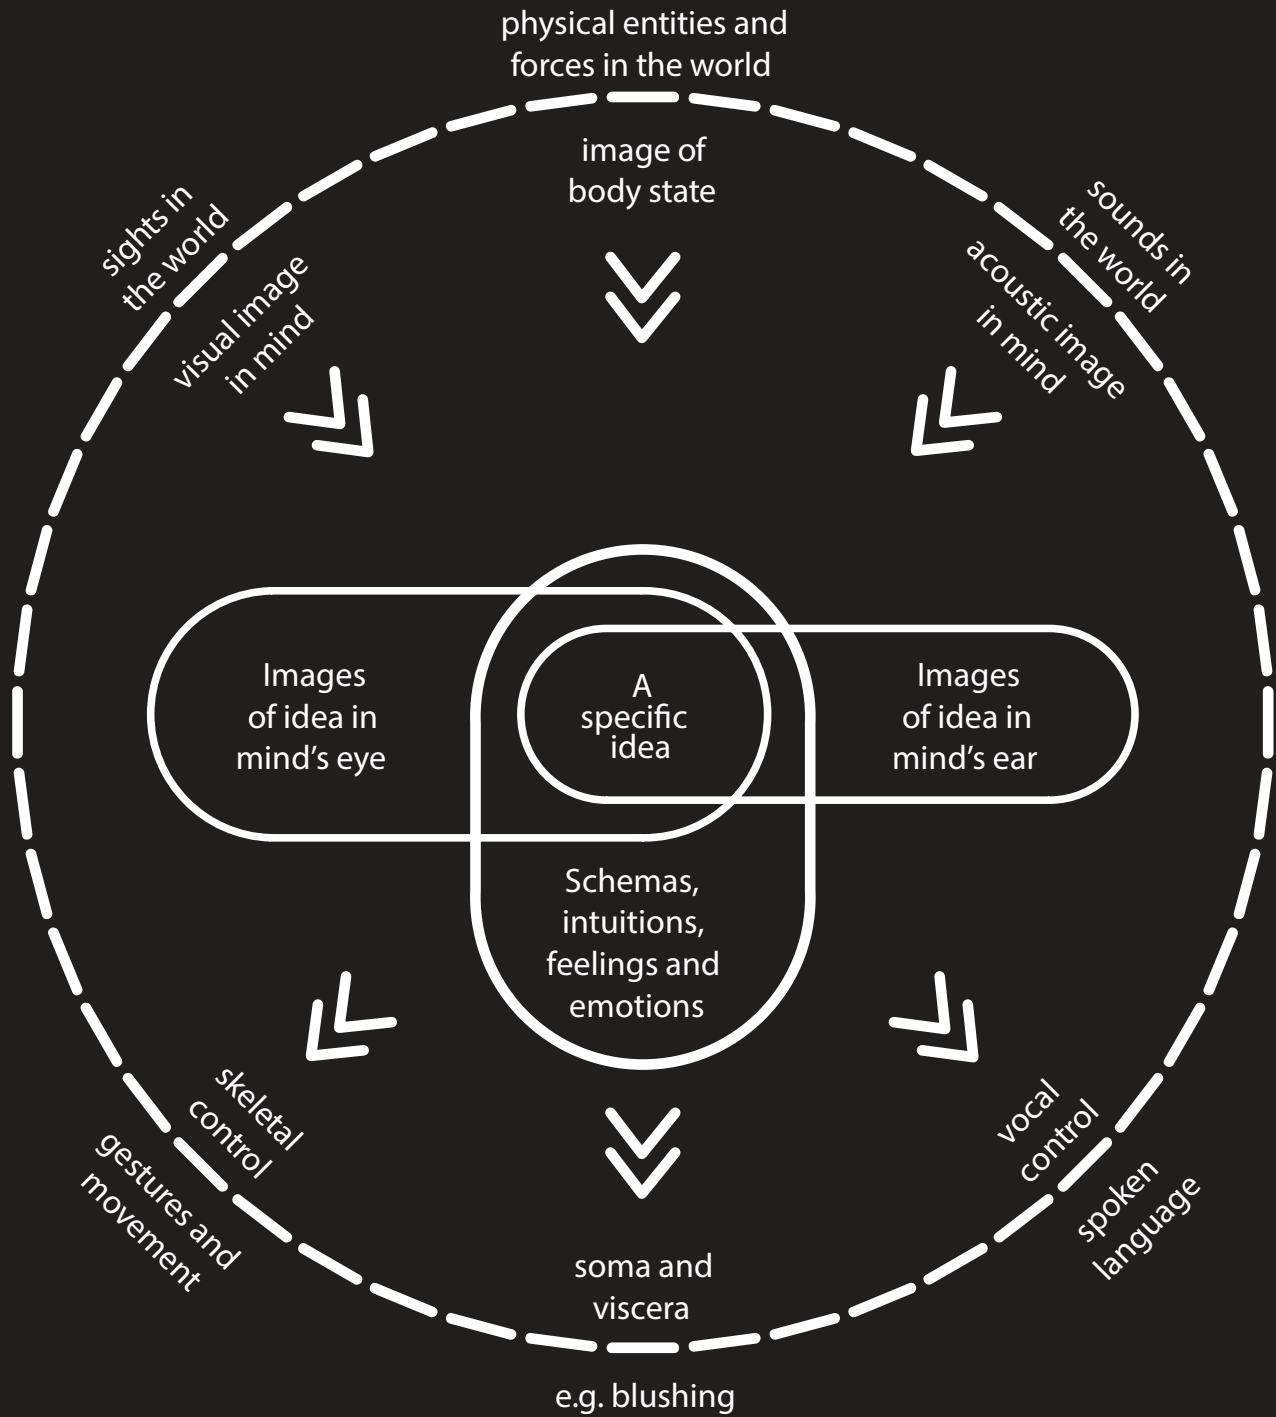 physical entities and
forces in the world
image of
body state
sights in
the world
visual image
in mind
sounds in
the world
acoustic image
in mind
Images
of idea in
mind’s eye
A
specific
idea
Images
of idea in
mind’s ear
Schemas,
intuitions,
feelings and
emotions
skeletal
control
gestures and
movement
vocal
control
spoken
language
soma and
viscera
e.g. blushing